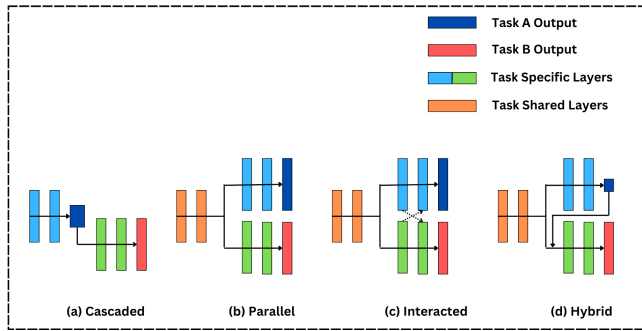 Task A Output
Task B Output
Task Specific Layers
Task Shared Layers
(a) Cascaded
(b) Parallel
(c) Interacted
(d) Hybrid